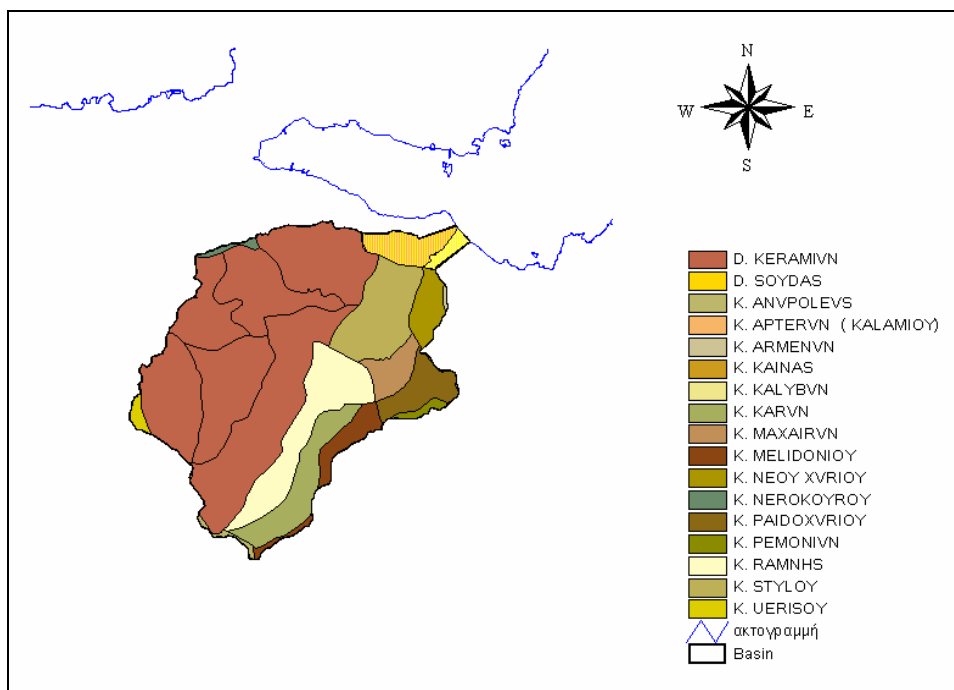 N
W
E
S
D. KERAMIVN
D. SOYDAS
K. ANVPOLEVS
K. APTERVN ( KALAMIOY)
K. ARMENVN
K. KAINAS
K. KALYBVN
K. KARVN
K. MAXAIRVN
K. MELIDONIOY
K. NEOY XVRIOY
K. NEROKOYROY
K. PAIDOXVRIOY
K. PEMONIVN
K. RAMNHS
K. STYLOY
K. UERISOY
ακτογραμμή
Basin